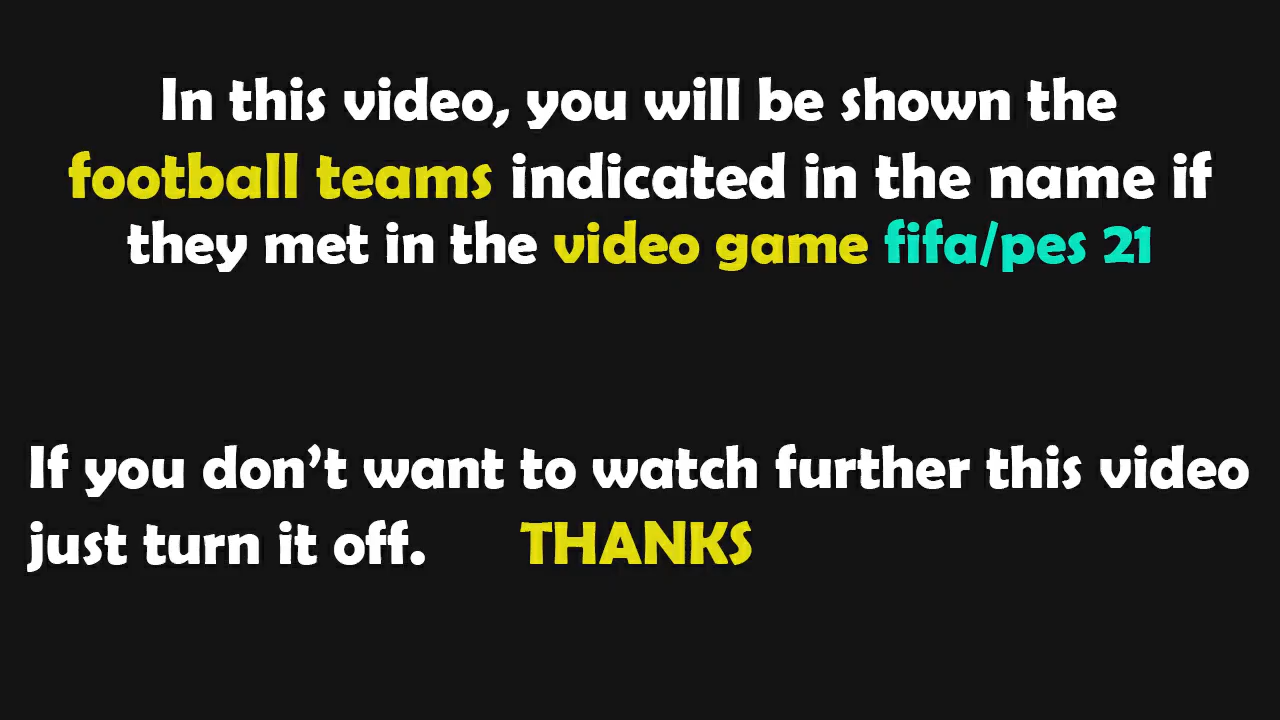 In this video, you will be shown the
football teams indicated in the name if
they met in the video game fifa/pes 21
If you don’t want to watch further this video
just turn it off. THANKS